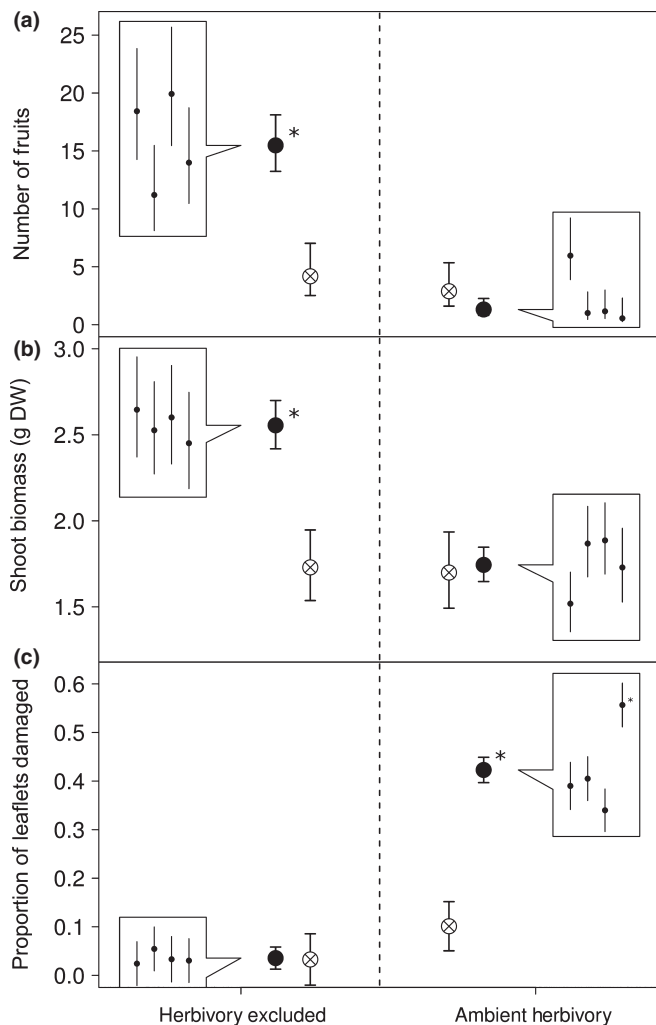 (a)
Number of fruits
25
20
15
10
5
0
*
(b)
Shoot biomass (g DW)
3.0
2.5
2.0
1.5
*
(c)
Proportion of leaflets damaged
0.6
0.5
0.4
0.3
0.2
0.1
0.0
*
*
Herbivory excluded
Ambient herbivory